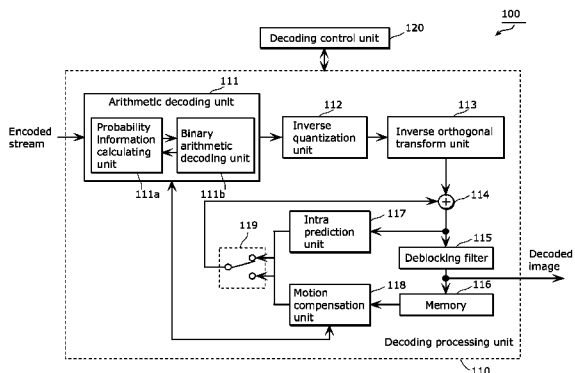 100
Decoding control unit
120
111
Arithmetic decoding unit
112
113
Encoded
stream
Probability
information
calculating
unit
Binary
arithmetic
decoding unit
Inverse
quantization
unit
Inverse orthogonal
transform unit
111a
111b
114
Intra
prediction
unit
117
119
115
Deblocking filter
Decoded
image
Motion
compensation
unit
118
116
Memory
Decoding processing unit
110